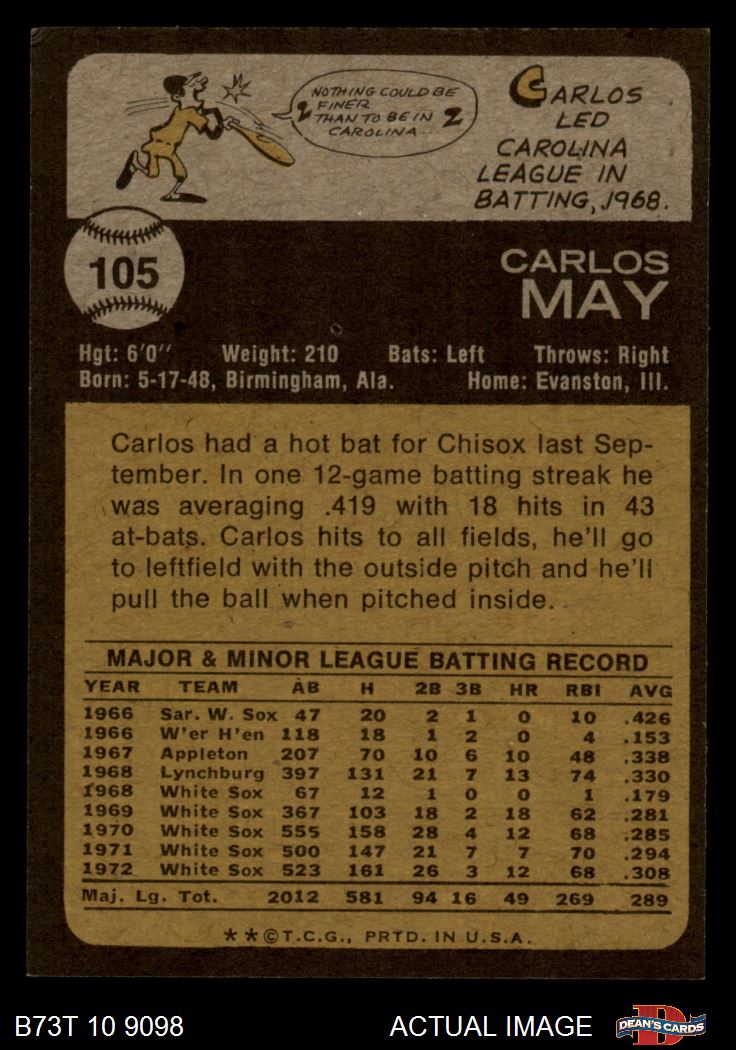 NOTHING COULD BE
FINER
THAN TO BE IN
CAROLINA..
CARLOS
LED
CAROLINA
LEAGUE IN
BATTING, 1968.
105
CARLOS
MAY
Hgt: 6'0" Weight: 210 Bats: Left Throws: Right
Born: 5-17-48, Birmingham, Ala. Home: Evanston, Ill.
Carlos had a hot bat for Chisox last Sep-
tember. In one 12-game batting streak he
was averaging .419 with 18 hits in 43
at-bats. Carlos hits to all fields, he'll go
to leftfield with the outside pitch and he'll
pull the ball when pitched inside.
MAJOR & MINOR LEAGUE BATTING RECORD
YEAR TEAM AB H 2B 3B HR RBI AVG
1966 Sar. W. Sox 47 20 2 1 0 10 .426
1966 W'er H'en 118 18 1 2 0 4 .153
1967 Appleton 207 70 10 6 10 48 .338
1968 Lynchburg 397 131 21 7 13 74 .330
1968 White Sox 67 12 1 0 0 1 .179
1969 White Sox 367 103 18 2 18 62 .281
1970 White Sox 555 158 28 4 12 68 .285
1971 White Sox 500 147 21 7 7 70 .294
1972 White Sox 523 161 26 3 12 68 .308
Maj. Lg. Tot. 2012 581 94 16 49 269 289
**©T.C.G., PRTD. IN U.S.A.
B73T 10 9098 ACTUAL IMAGE
D
DEAN'S CARDS